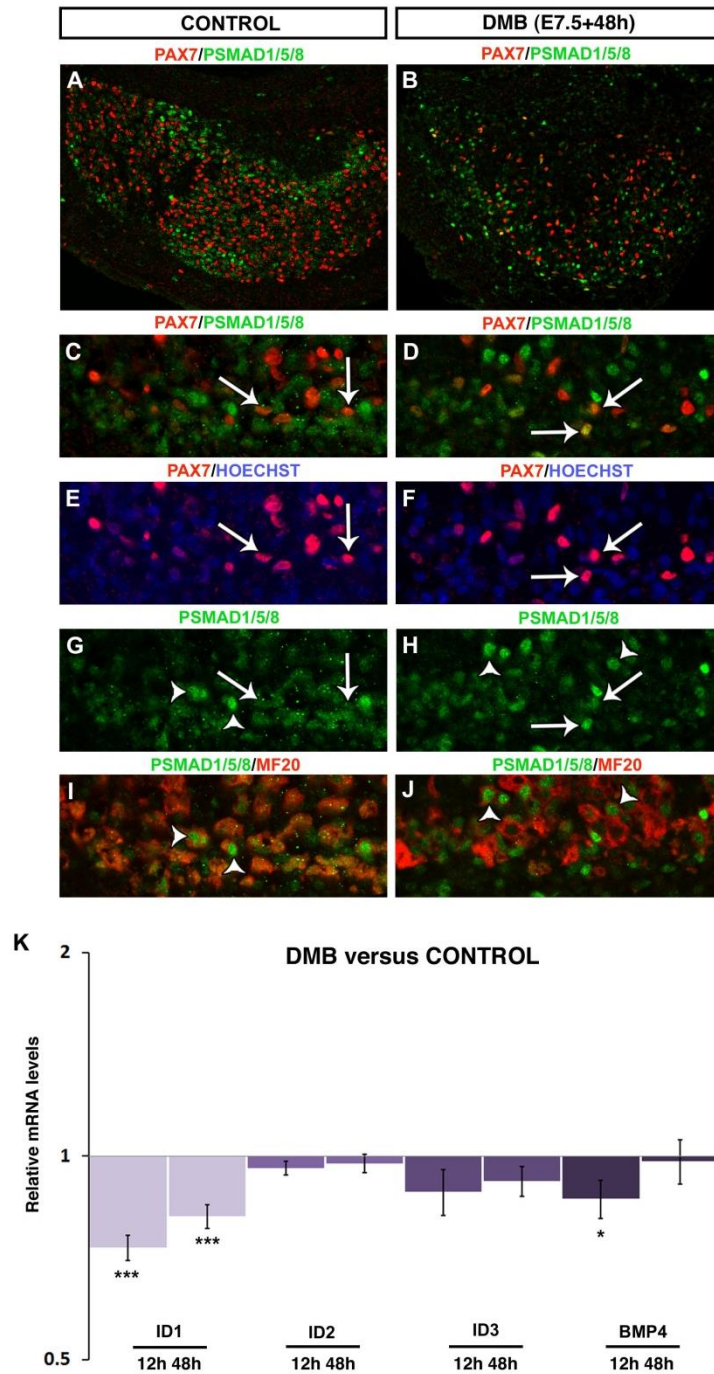 CONTROL DMB (E7.5+48h)
PAX7/PSMAD1/5/8 PAX7/PSMAD1/5/8
A B
PAX7/PSMAD1/5/8 PAX7/PSMAD1/5/8
C D
PAX7/HOECHST PAX7/HOECHST
E F
PSMAD1/5/8 PSMAD1/5/8
G H
PSMAD1/5/8/MF20 PSMAD1/5/8/MF20
I J
K
DMB versus CONTROL
2
Relative mRNA levels
1
*** *** *
ID1 ID2 ID3 BMP4
0.5
12h 48h 12h 48h 12h 48h 12h 48h